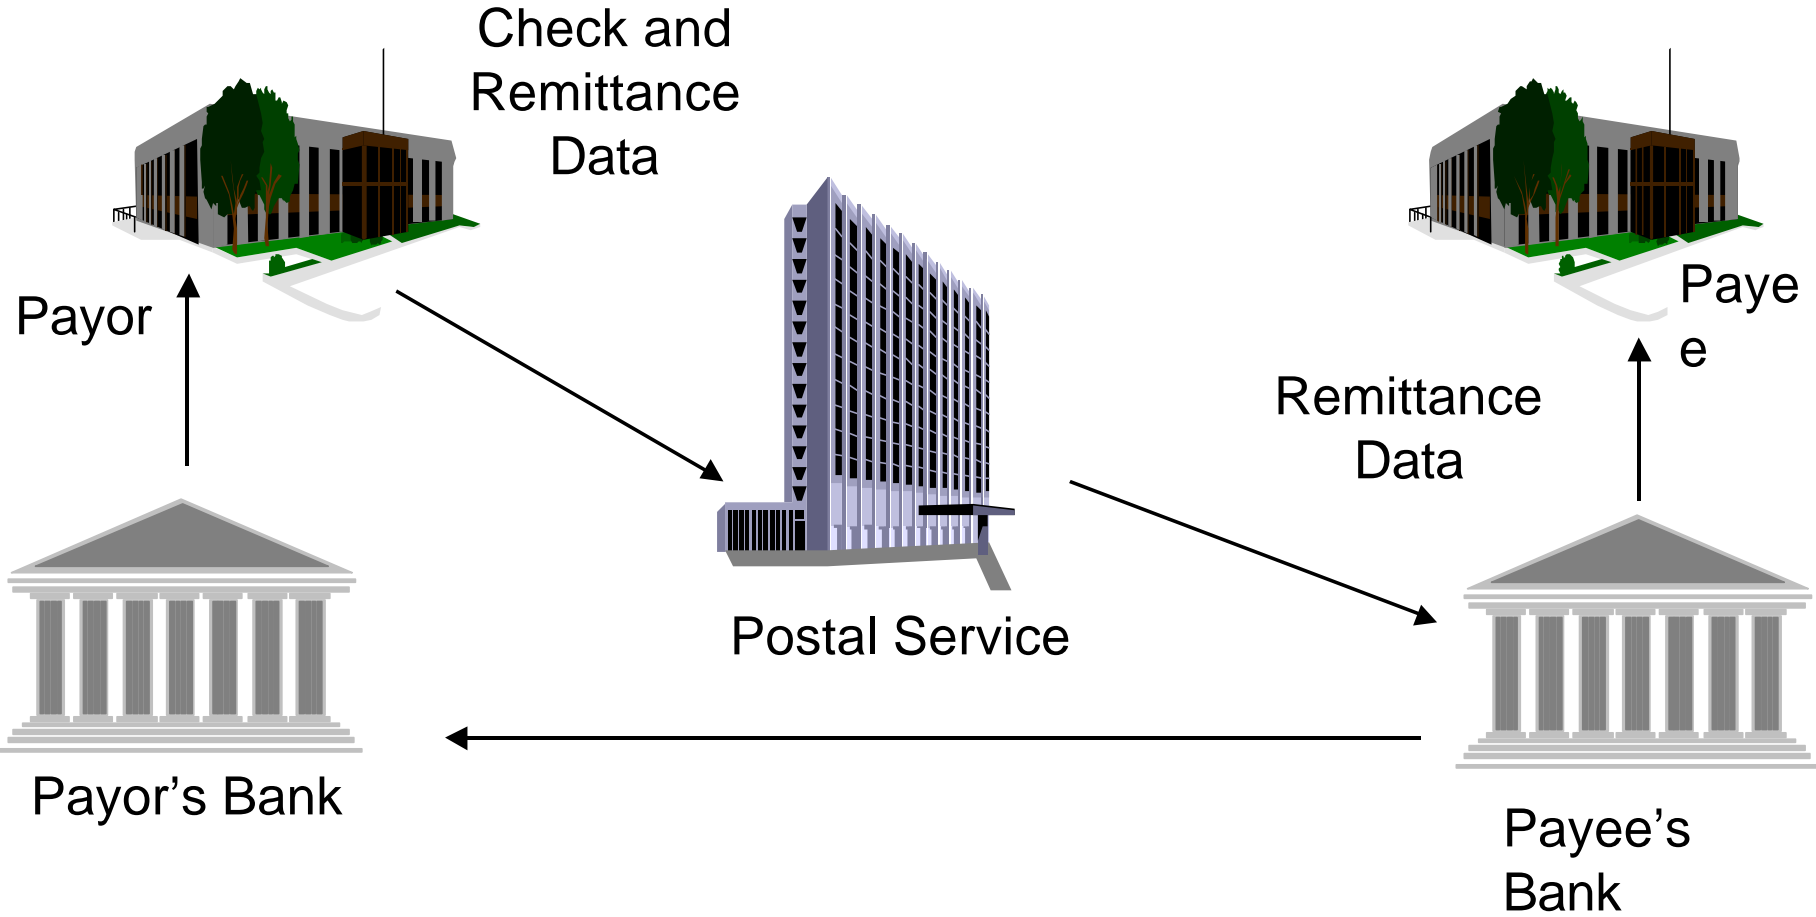 Check and
Remittance
Data
Payor
Paye
e
Remittance
Data
Postal Service
Payor’s Bank
Payee’s
Bank